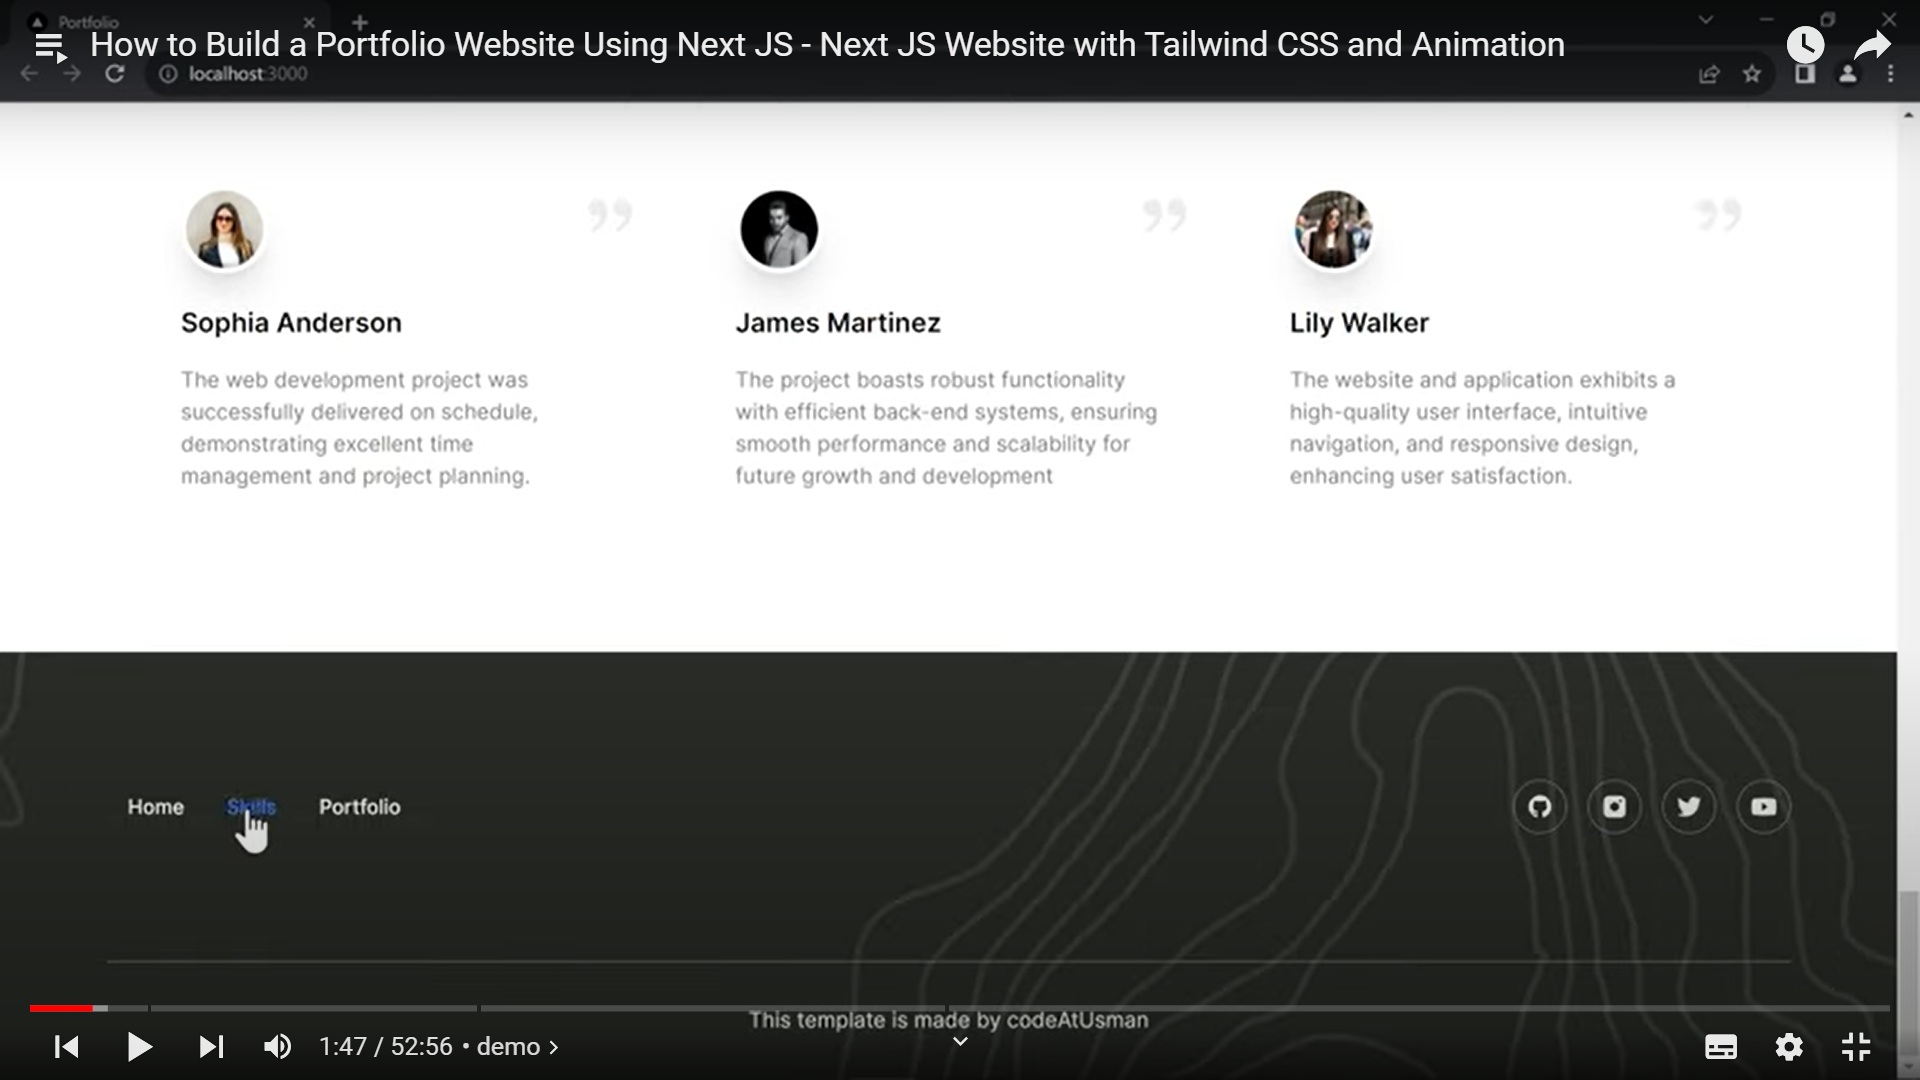 Portfolio
How to Build a Portfolio Website Using Next JS - Next JS Website with Tailwind CSS and Animation
localhost:3000
Sophia Anderson
The web development project was
successfully delivered on schedule,
demonstrating excellent time
management and project planning.
James Martinez
The project boasts robust functionality
with efficient back-end systems, ensuring
smooth performance and scalability for
future growth and development
Lily Walker
The website and application exhibits a
high-quality user interface, intuitive
navigation, and responsive design,
enhancing user satisfaction.
Home Skills Portfolio
This template is made by codeAtUsman
1:47 / 52:56 • demo